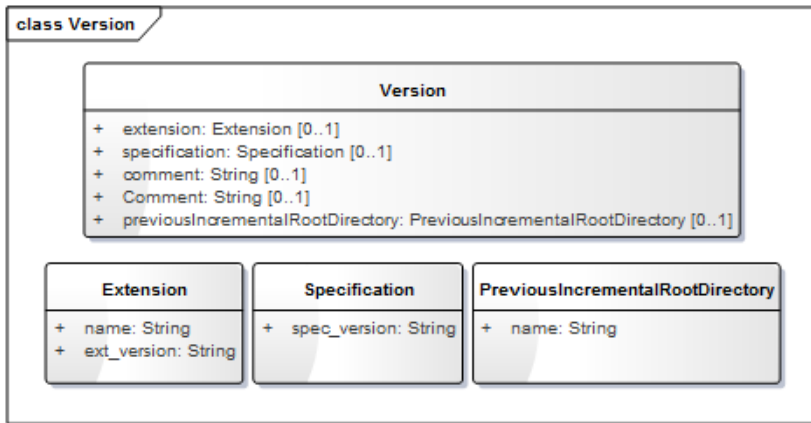 class Version
Version
+ extension: Extension [0..1]
+ specification: Specification [0..1]
+ comment: String [0..1]
+ Comment: String [0..1]
+ previousIncrementalRootDirectory: PreviousIncrementalRootDirectory [0..1]
Extension
+ name: String
+ ext_version: String
Specification
+ spec_version: String
PreviousIncrementalRootDirectory
+ name: String